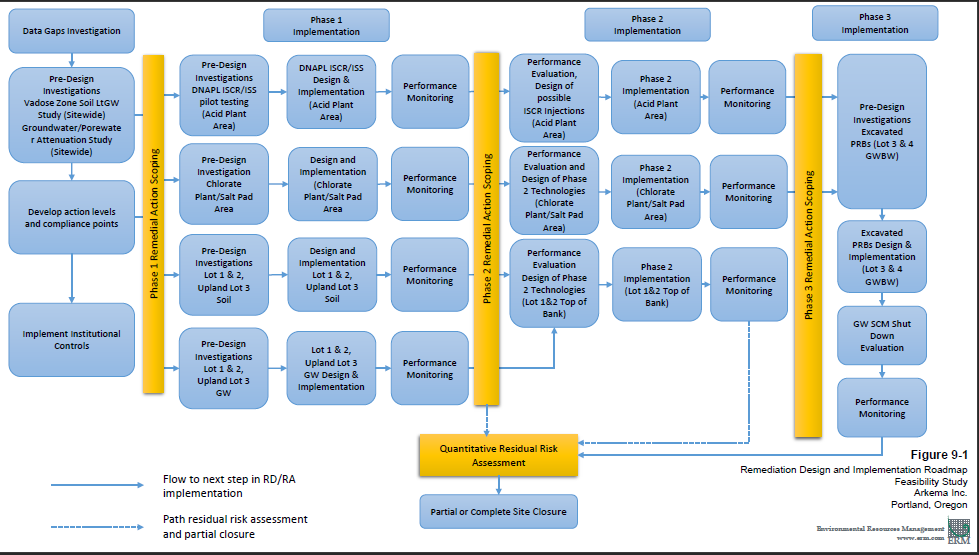 Data Gaps Investigation
Pre-Design
Investigations
Vadose Zone Soil LtGW
Study (Sitewide)
Groundwater/Porewate
r Attenuation Study
(Sitewide)
Develop action levels
and compliance points
Implement Institutional
Controls
Phase 1 Remedial Action Scoping
Phase 1
Implementation
Pre-Design
Investigations
DNAPL ISCR/ISS
pilot testing
(Acid Plant
Area)
DNAPL ISCR/ISS
Design &
Implementation
(Acid Plant
Area)
Performance
Monitoring
Pre-Design
Investigation
Chlorate
Plant/Salt Pad
Area
Design and
Implementation
(Chlorate
Plant/Salt Pad
Area
Performance
Monitoring
Pre-Design
Investigations
Lot 1 & 2,
Upland Lot 3
Soil
Design and
Implementation
Lot 1 & 2,
Upland Lot 3
Soil
Performance
Monitoring
Pre-Design
Investigations
Lot 1 & 2,
Upland Lot 3
GW
Lot 1 & 2,
Upland Lot 3
GW Design &
Implementation
Performance
Monitoring
Phase 2 Remedial Action Scoping
Phase 2
Implementation
Performance
Evaluation,
Design of
possible
ISCR Injections
(Acid Plant
Area)
Phase 2
Implementation
(Acid Plant
Area)
Performance
Monitoring
Performance
Evaluation and
Design of Phase
2 Technologies
(Chlorate
Plant/Salt Pad
Area)
Phase 2
Implementation
(Chlorate
Plant/Salt Pad
Area)
Performance
Monitoring
Performance
Evaluation
Design of Phase
2 Technologies
(Lot 1&2 Top of
Bank)
Phase 2
Implementation
(Lot 1&2 Top of
Bank)
Performance
Monitoring
Phase 3 Remedial Action Scoping
Phase 3
Implementation
Pre-Design
Investigations
Excavated
PRBs (Lot 3 & 4
GWBW)
Excavated
PRBs Design &
Implementation
(Lot 3 & 4
GWBW)
GW SCM Shut
Down
Evaluation
Performance
Monitoring
Quantitative Residual Risk
Assessment
Partial or Complete Site Closure
Flow to next step in RD/RA
implementation
Path residual risk assessment
and partial closure
Figure 9-1
Remediation Design and Implementation Roadmap
Feasibility Study
Arkema Inc.
Portland, Oregon
Environmental Resources Management
www.erm.com
ERM